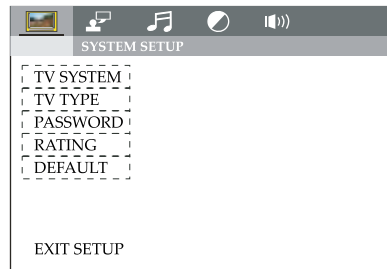 SYSTEM SETUP
TV SYSTEM
TV TYPE
PASSWORD
RATING
DEFAULT
EXIT SETUP